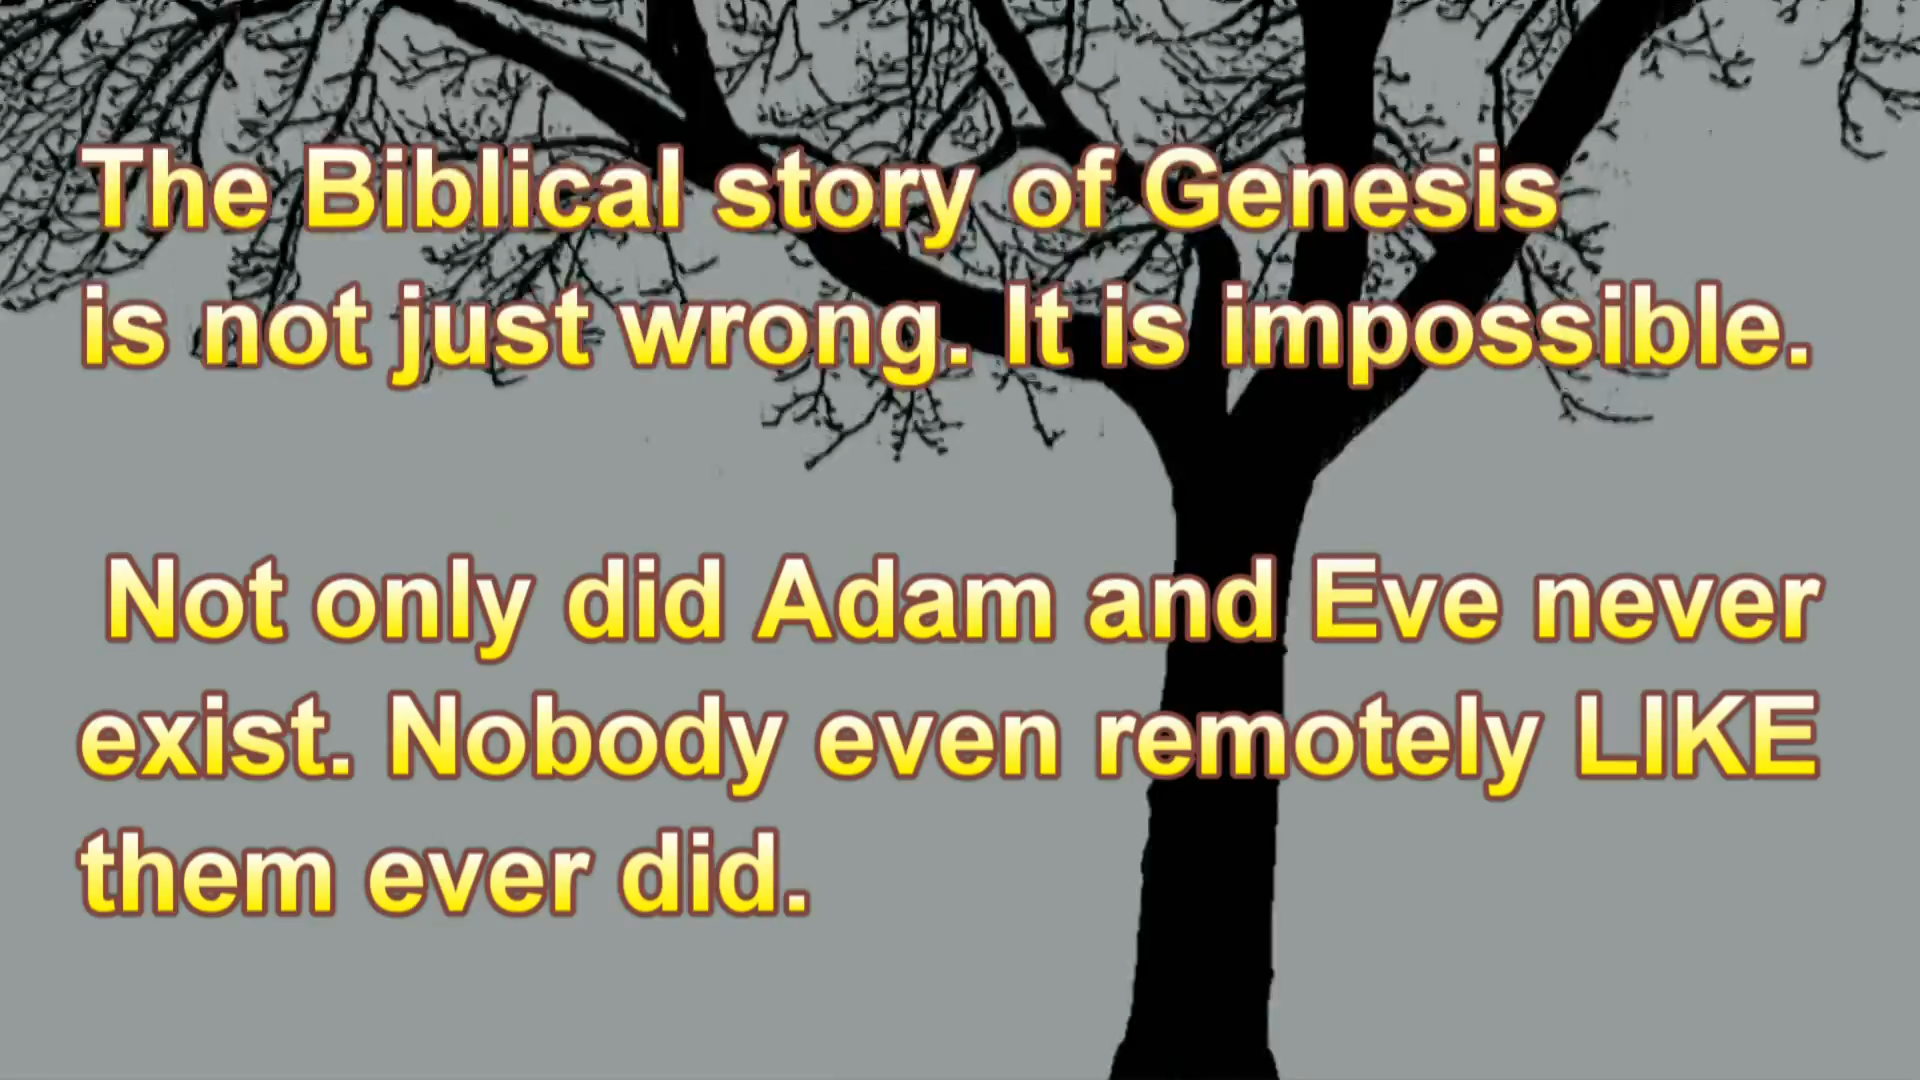 The Biblical story of Genesis
is not just wrong. It is impossible.
Not only did Adam and Eve never
exist. Nobody even remotely LIKE
them ever did.